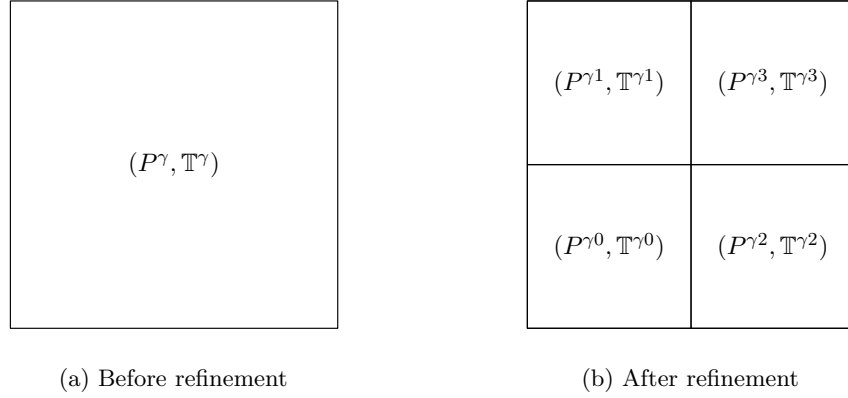 (P^γ, 𝕋^γ)
(P^{γ1}, 𝕋^{γ1}) (P^{γ3}, 𝕋^{γ3})
(P^{γ0}, 𝕋^{γ0}) (P^{γ2}, 𝕋^{γ2})
(a) Before refinement
(b) After refinement